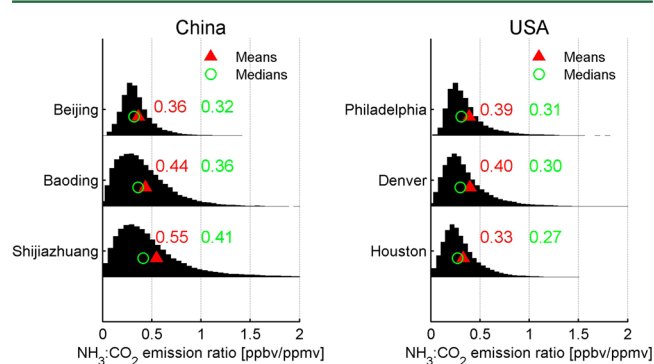 China
Means
Medians
Beijing
0.36 0.32
Baoding
0.44 0.36
Shijiazhuang
0.55 0.41
0 0.5 1 1.5 2
NH₃:CO₂ emission ratio [ppbv/ppmv]
USA
Means
Medians
Philadelphia
0.39 0.31
Denver
0.40 0.30
Houston
0.33 0.27
0 0.5 1 1.5 2
NH₃:CO₂ emission ratio [ppbv/ppmv]